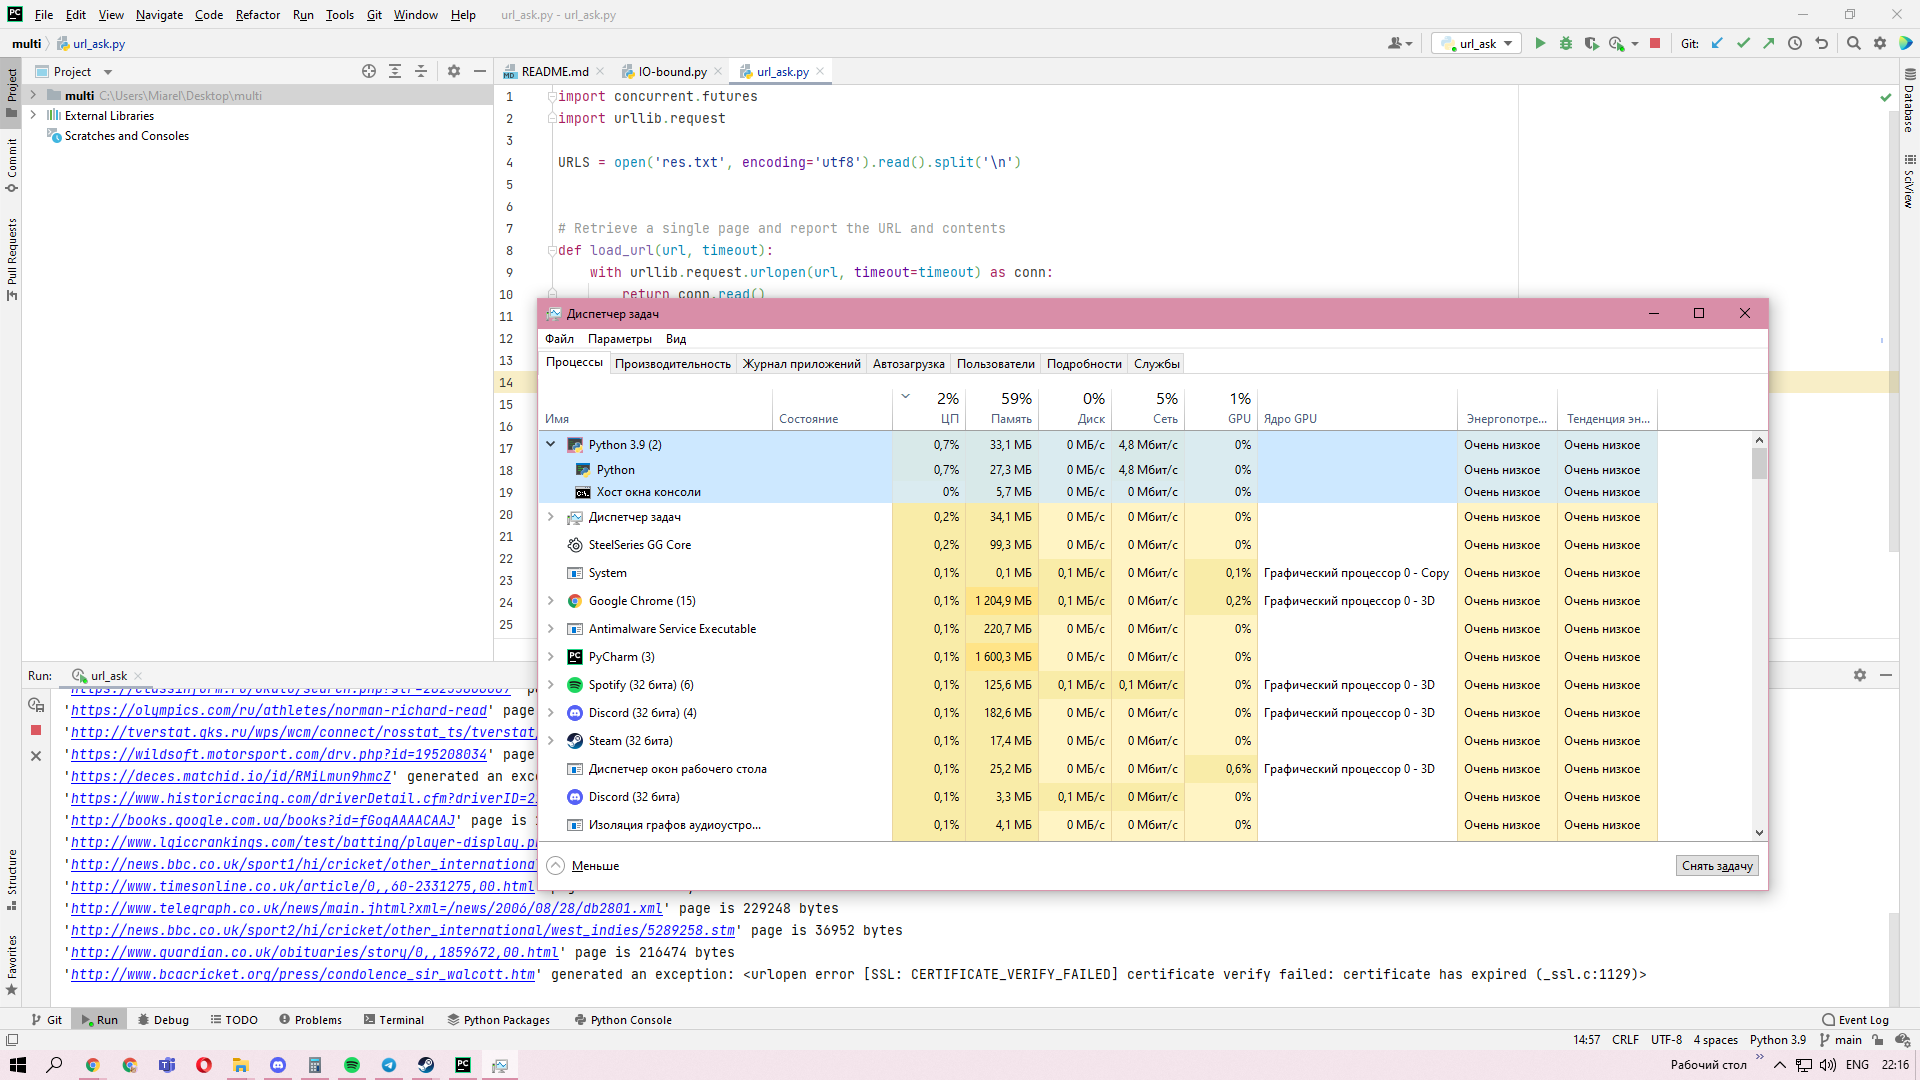 File Edit View Navigate Code Refactor Run Tools Git Window Help url_ask.py - url_ask.py
multi url_ask.py url_ask Git:
Project
README.md IO-bound.py url_ask.py
multi C:\Users\Miarel\Desktop\multi
External Libraries
Scratches and Consoles
Project
Commit
Pull Requests
Structure
Favorites
Database
SciView
1 import concurrent.futures
2 import urllib.request
3
4 URLS = open('res.txt', encoding='utf8').read().split('\n')
5
6
7 # Retrieve a single page and report the URL and contents
8 def load_url(url, timeout):
9 with urllib.request.urlopen(url, timeout=timeout) as conn:
10 return conn.read()
11
12
13
14
15
16
17
18
19
20
21
22
23
24
25
Диспетчер задач
Файл Параметры Вид
Процессы Производительность Журнал приложений Автозагрузка Пользователи Подробности Службы
2% 59% 0% 5% 1%
Имя Состояние ЦП Память Диск Сеть GPU Ядро GPU Энергопотре... Тенденция эн...
Python 3.9 (2) 0,7% 33,1 МБ 0 МБ/с 4,8 Мбит/с 0% Очень низкое Очень низкое
Python 0,7% 27,3 МБ 0 МБ/с 4,8 Мбит/с 0% Очень низкое Очень низкое
Хост окна консоли 0% 5,7 МБ 0 МБ/с 0 Мбит/с 0% Очень низкое Очень низкое
Диспетчер задач 0,2% 34,1 МБ 0 МБ/с 0 Мбит/с 0% Очень низкое Очень низкое
SteelSeries GG Core 0,2% 99,3 МБ 0 МБ/с 0 Мбит/с 0% Очень низкое Очень низкое
System 0,1% 0,1 МБ 0,1 МБ/с 0 Мбит/с 0,1% Графический процессор 0 - Copy Очень низкое Очень низкое
Google Chrome (15) 0,1% 1 204,9 МБ 0,1 МБ/с 0 Мбит/с 0,2% Графический процессор 0 - 3D Очень низкое Очень низкое
Antimalware Service Executable 0,1% 220,7 МБ 0 МБ/с 0 Мбит/с 0% Очень низкое Очень низкое
PyCharm (3) 0,1% 1 600,3 МБ 0 МБ/с 0 Мбит/с 0% Очень низкое Очень низкое
Spotify (32 бита) (6) 0,1% 125,6 МБ 0,1 МБ/с 0,1 Мбит/с 0% Графический процессор 0 - 3D Очень низкое Очень низкое
Discord (32 бита) (4) 0,1% 182,6 МБ 0 МБ/с 0 Мбит/с 0% Графический процессор 0 - 3D Очень низкое Очень низкое
Steam (32 бита) 0,1% 17,4 МБ 0 МБ/с 0 Мбит/с 0% Очень низкое Очень низкое
Диспетчер окон рабочего стола 0,1% 25,2 МБ 0 МБ/с 0 Мбит/с 0,6% Графический процессор 0 - 3D Очень низкое Очень низкое
Discord (32 бита) 0,1% 3,3 МБ 0,1 МБ/с 0 Мбит/с 0% Очень низкое Очень низкое
Изоляция графов аудиоустро... 0,1% 4,1 МБ 0 МБ/с 0 Мбит/с 0% Очень низкое Очень низкое
Меньше Снять задачу
Run: url_ask
'https://classinform.ru/okato/search.php?str=
'https://olympics.com/ru/athletes/norman-richard-read' page
'http://tverstat.gks.ru/wps/wcm/connect/rosstat_ts/tverstat/
'https://wildsoft.motorsport.com/drv.php?id=195208034' page
'https://deces.matchid.io/id/RMiLmun9hmcZ' generated an exce
'https://www.historicracing.com/driverDetail.cfm?driverID=2
'http://books.google.com.ua/books?id=fGoqAAAACAAJ' page is
'http://www.lgiccrankings.com/test/batting/player-display.p
'http://news.bbc.co.uk/sport1/hi/cricket/other_international
'http://www.timesonline.co.uk/article/0,,60-2331275,00.html'
'http://www.telegraph.co.uk/news/main.jhtml?xml=/news/2006/08/28/db2801.xml' page is 229248 bytes
'http://news.bbc.co.uk/sport2/hi/cricket/other_international/west_indies/5289258.stm' page is 36952 bytes
'http://www.guardian.co.uk/obituaries/story/0,,1859672,00.html' page is 216474 bytes
'http://www.bcacricket.org/press/condolence_sir_walcott.htm' generated an exception: <urlopen error [SSL: CERTIFICATE_VERIFY_FAILED] certificate verify failed: certificate has expired (_ssl.c:1129)>
Git Run Debug TODO Problems Terminal Python Packages Python Console Event Log
14:57 CRLF UTF-8 4 spaces Python 3.9 main
Рабочий стол ENG 22:16